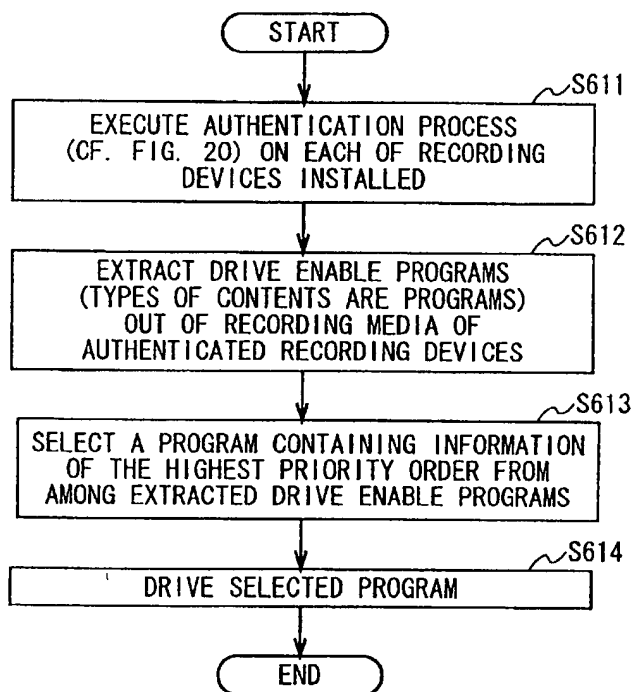 START
S611
EXECUTE AUTHENTICATION PROCESS
(CF. FIG. 20) ON EACH OF RECORDING
DEVICES INSTALLED
S612
EXTRACT DRIVE ENABLE PROGRAMS
(TYPES OF CONTENTS ARE PROGRAMS)
OUT OF RECORDING MEDIA OF
AUTHENTICATED RECORDING DEVICES
S613
SELECT A PROGRAM CONTAINING INFORMATION
OF THE HIGHEST PRIORITY ORDER FROM
AMONG EXTRACTED DRIVE ENABLE PROGRAMS
S614
DRIVE SELECTED PROGRAM
END